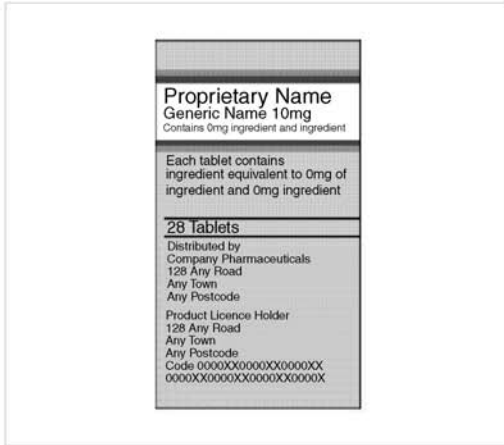 Proprietary Name
Generic Name 10mg
Contains 0mg ingredient and ingredient
Each tablet contains
ingredient equivalent to 0mg of
ingredient and 0mg ingredient
28 Tablets
Distributed by
Company Pharmaceuticals
128 Any Road
Any Town
Any Postcode
Product Licence Holder
128 Any Road
Any Town
Any Postcode
Code 0000XX0000XX0000XX
0000XX0000XX0000XX0000X